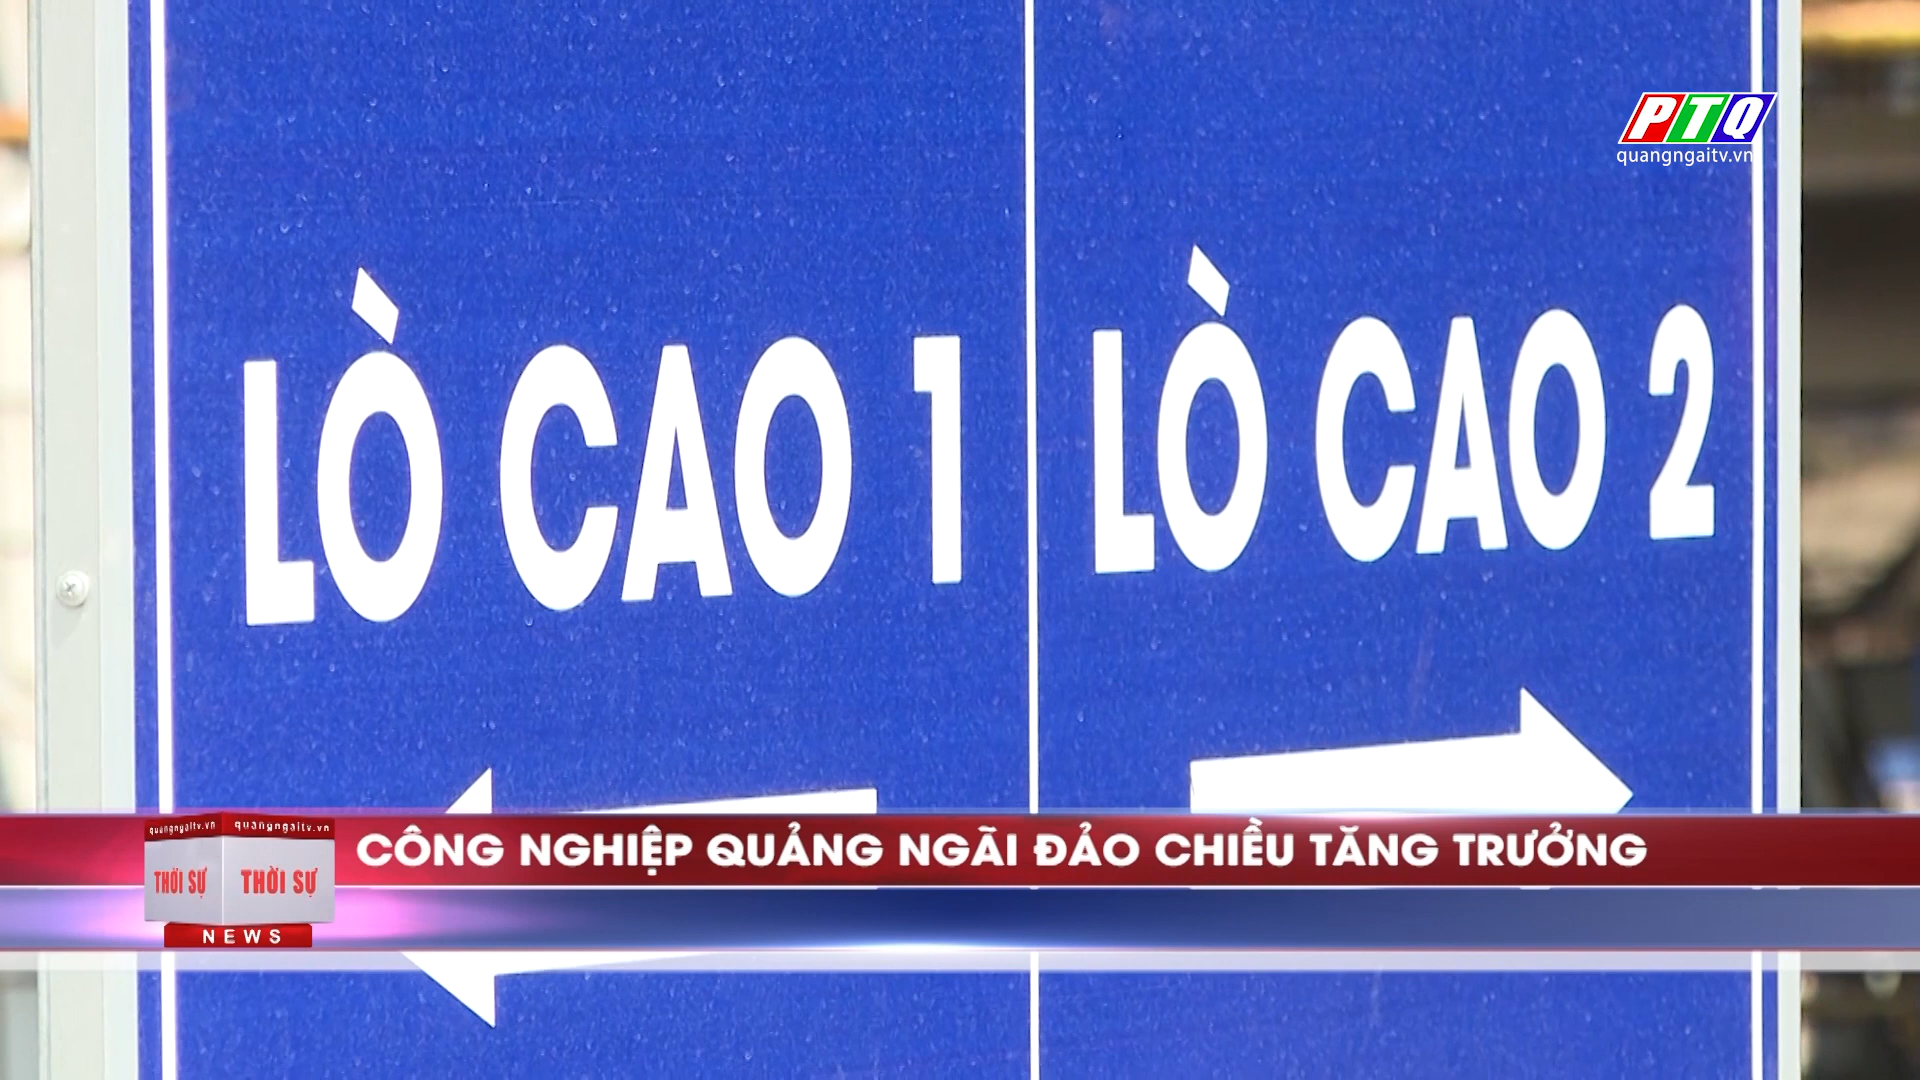 PTQ
quangngaitv.vn
LÒ CAO 1
LÒ CAO 2
quangngaitv.vn
quangngaitv.vn
CÔNG NGHIỆP QUẢNG NGÃI ĐẢO CHIỀU TĂNG TRƯỞNG
THỜI SỰ
THỜI SỰ
NEWS